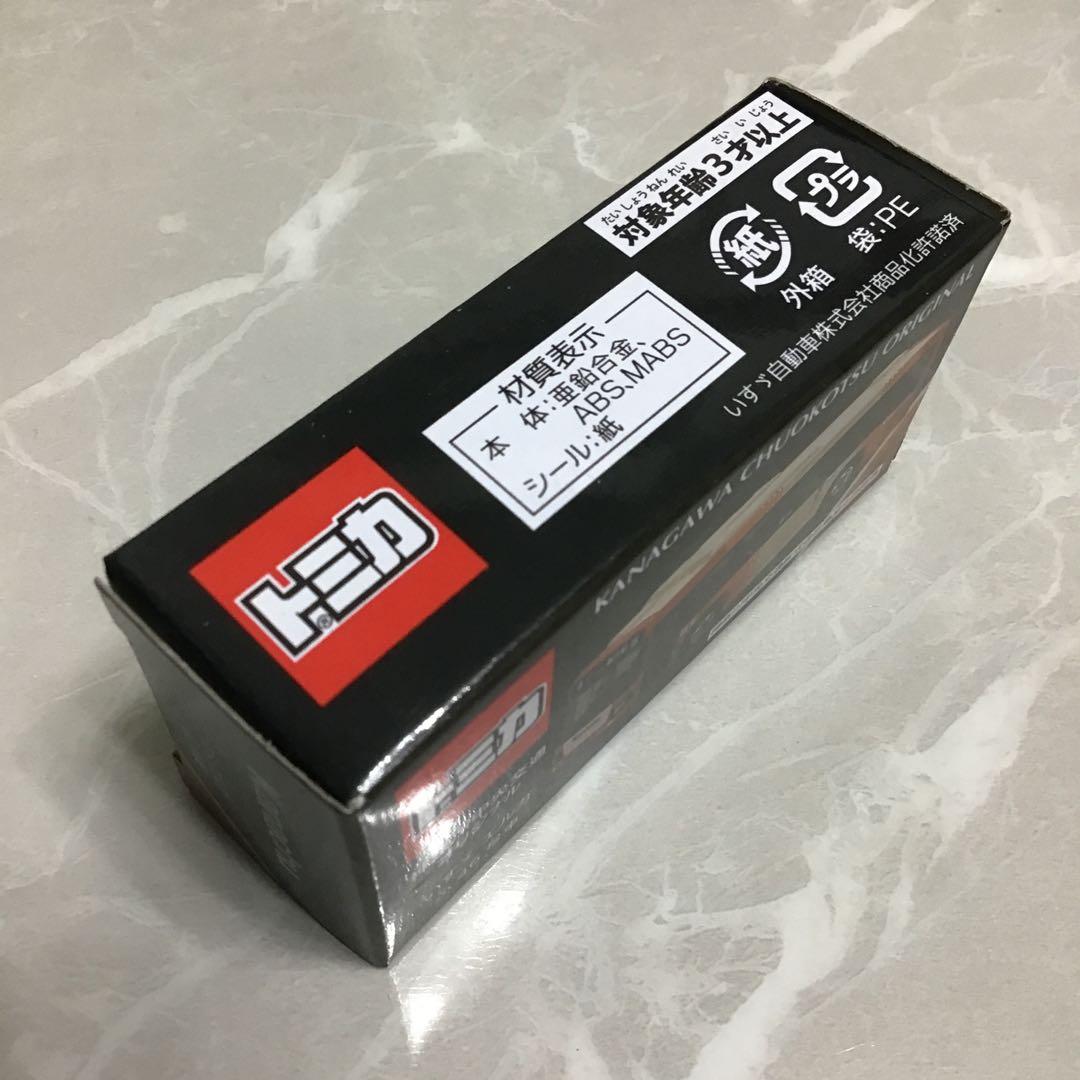 たいしょうねんれい さいいじょう
対象年齢3才以上
紙
プラ
外箱 袋:PE
いすゞ自動車株式会社商品化許諾済
材質表示
本 体:亜鉛合金、
ABS、MABS
シール:紙
トミカ®
KANAGAWA CHUOKOTSU ORIGINAL
トミカ